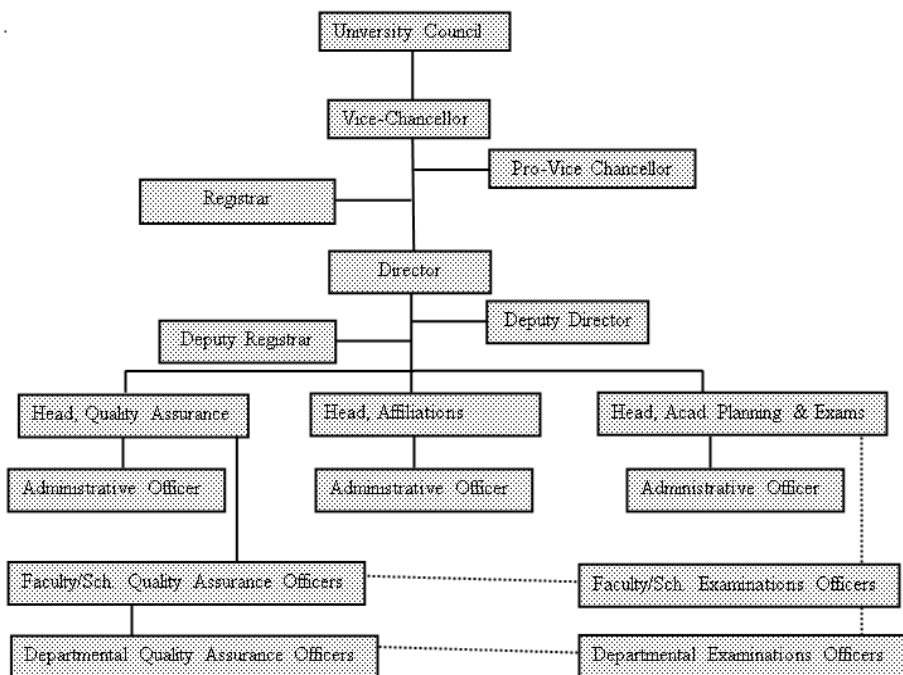 University Council
Vice-Chancellor
Pro-Vice Chancellor
Registrar
Director
Deputy Director
Deputy Registrar
Head, Quality Assurance
Head, Affiliations
Head, Acad Planning & Exams
Administrative Officer
Administrative Officer
Administrative Officer
Faculty/Sch. Quality Assurance Officers
Faculty/Sch. Examinations Officers
Departmental Quality Assurance Officers
Departmental Examinations Officers